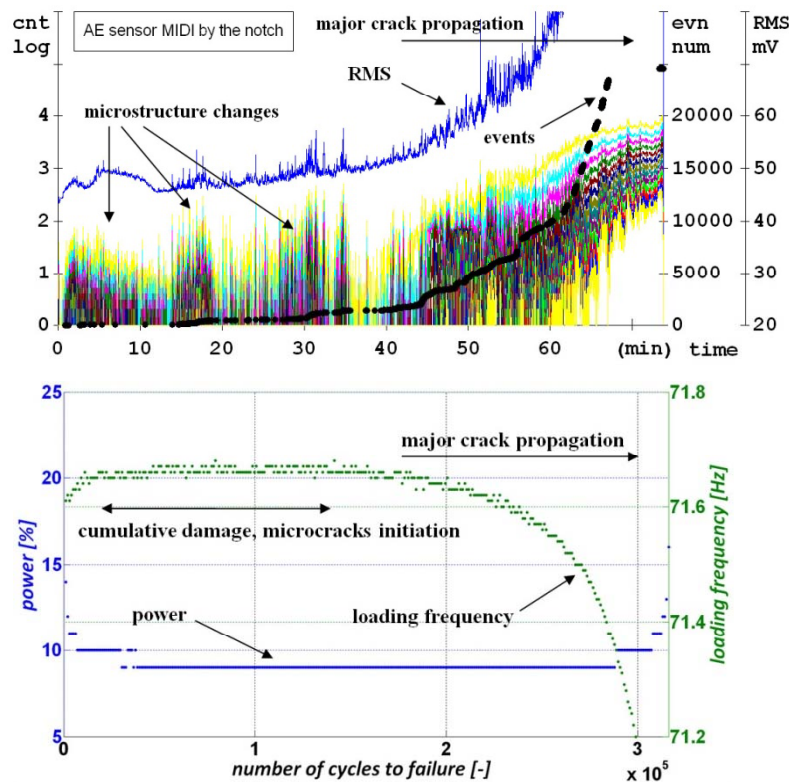 cnt
log
AE sensor MIDI by the notch
major crack propagation
evn
num
RMS
mV
RMS
microstructure changes
events
4
3
2
1
0
20000
15000
10000
5000
0
60
50
40
30
20
0 10 20 30 40 50 60 (min) time
25
20
15
10
5
power [%]
71.8
71.6
71.4
71.2
loading frequency [Hz]
major crack propagation
cumulative damage, microcracks initiation
power
loading frequency
0 1 2 3
x 10⁵
number of cycles to failure [-]